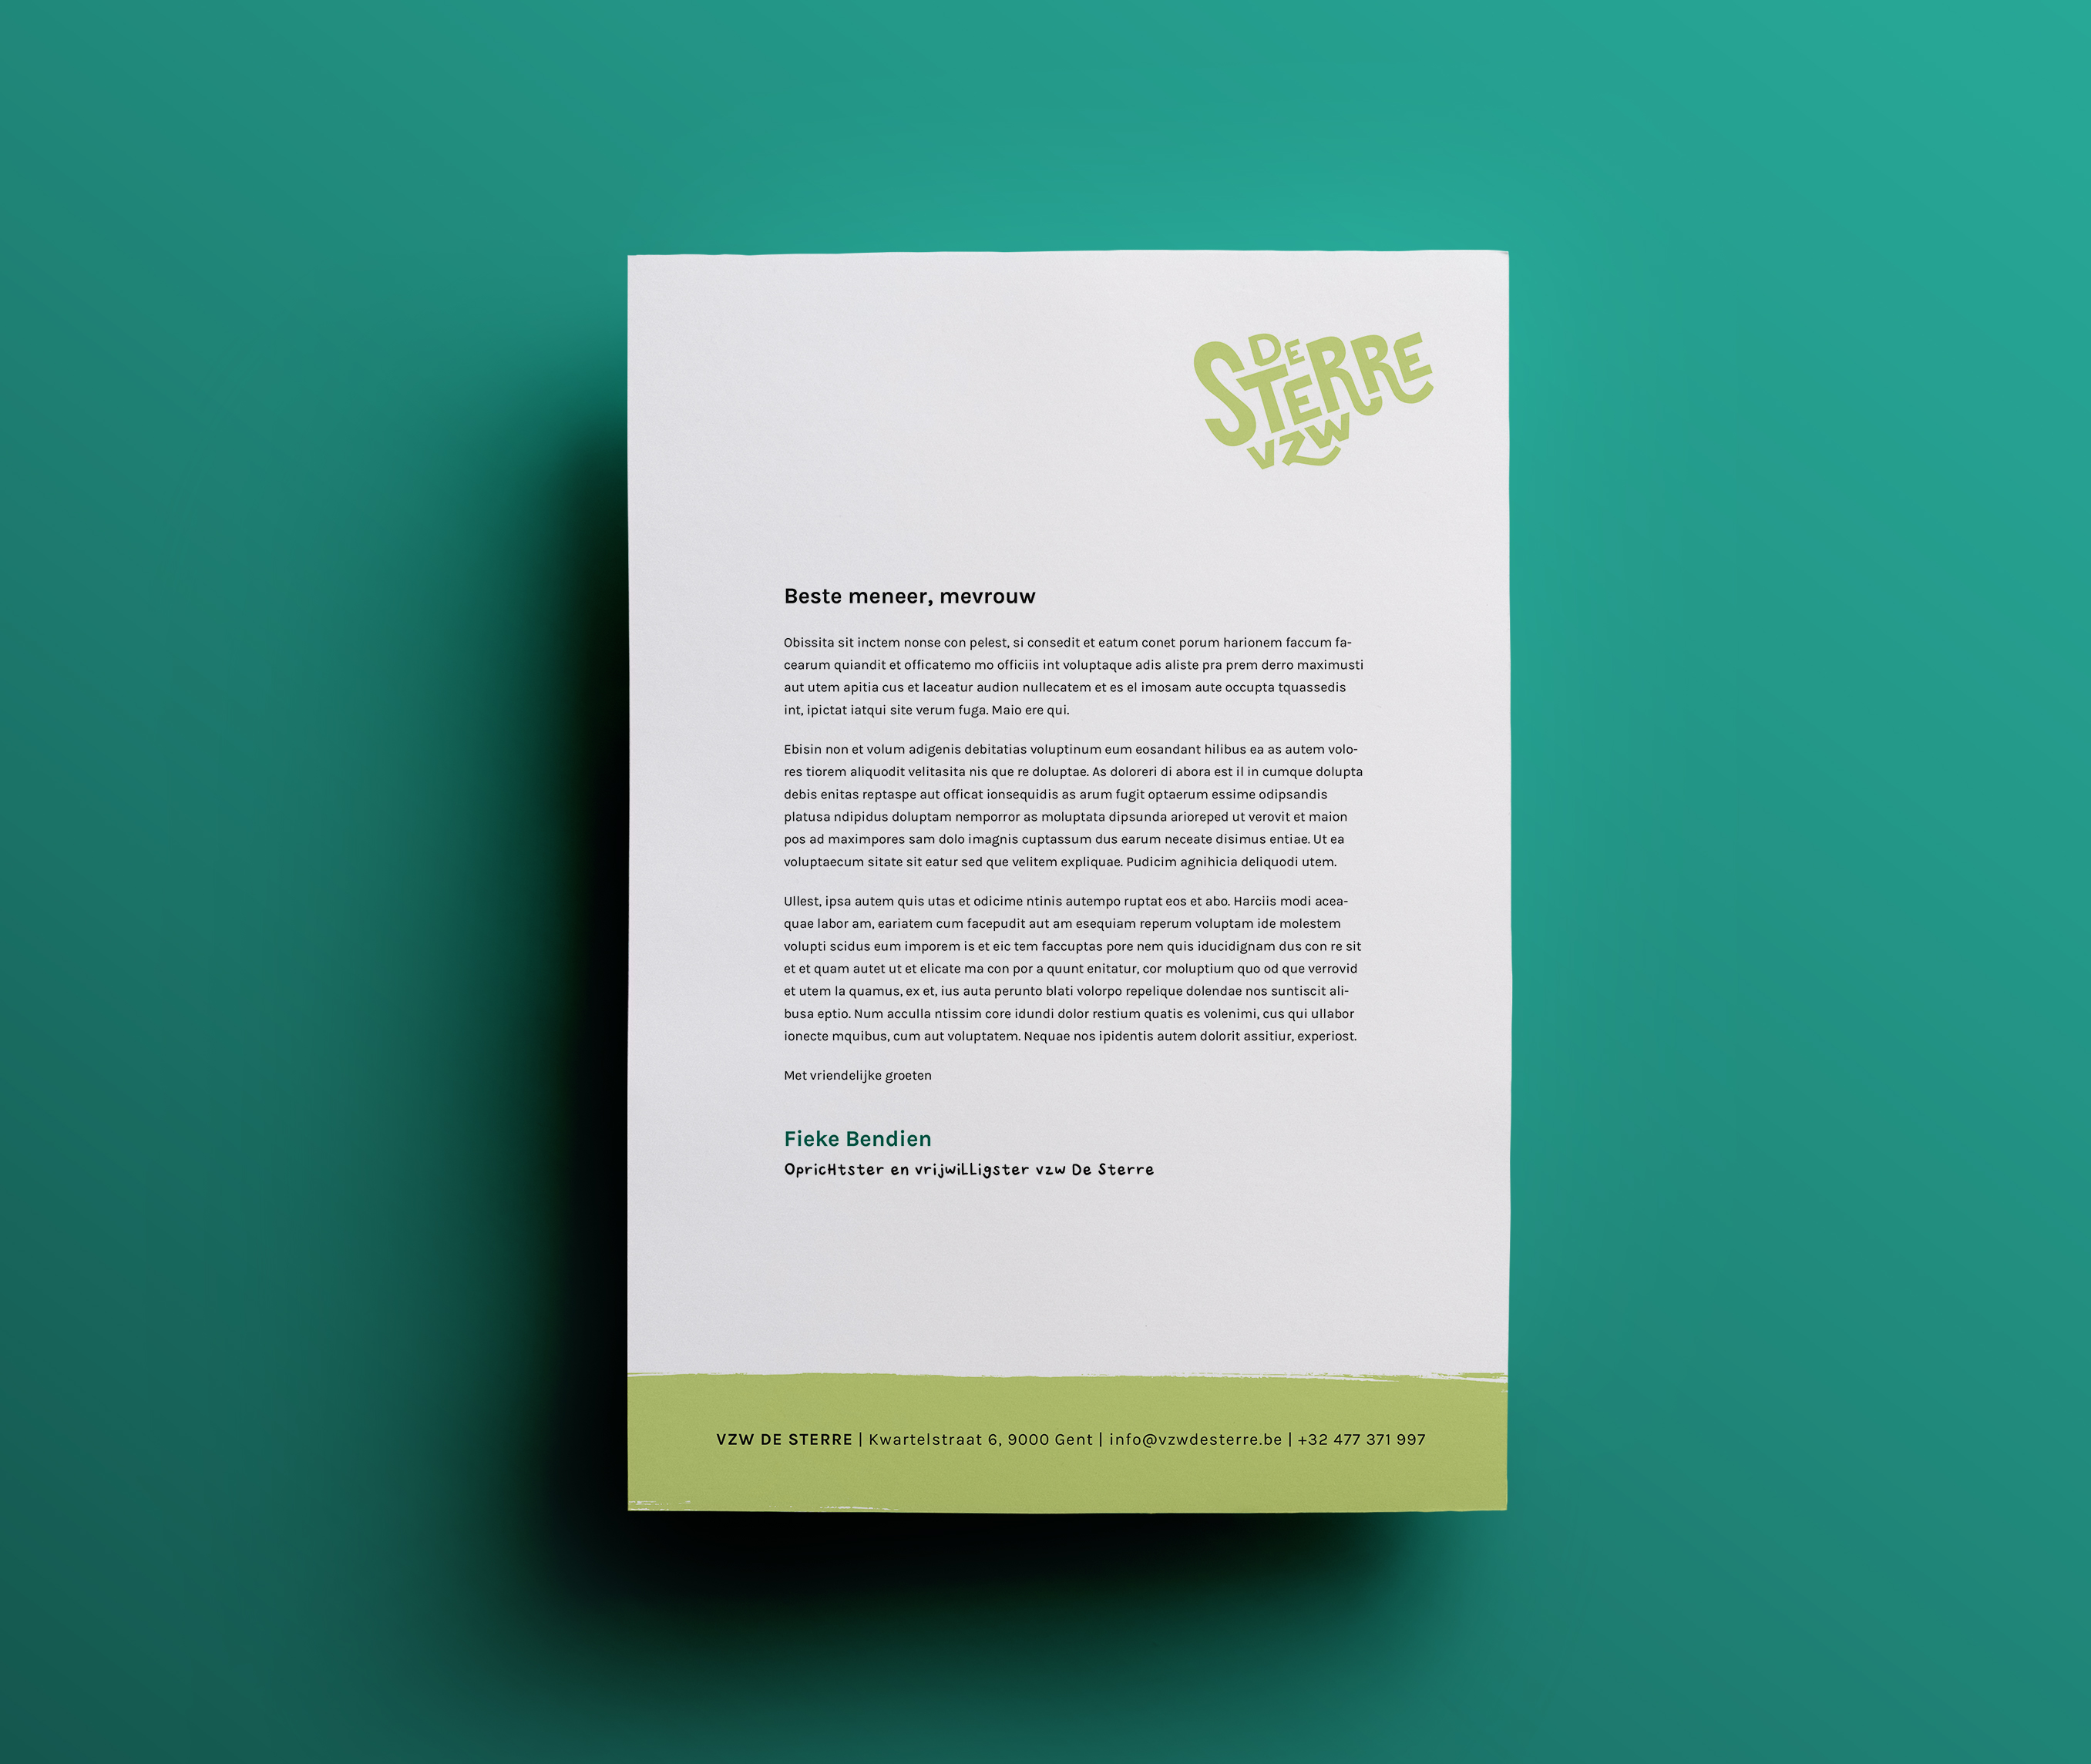 DE
STERRE
VZW
Beste meneer, mevrouw
Obissita sit inctem nonse con pelest, si consedit et eatum conet porum harionem faccum fa-
cearum quiandit et officatemo mo officiis int voluptaque adis aliste pra prem derro maximusti
aut utem apitia cus et laceatur audion nullecatem et es el imosam aute occupta tquassedis
int, ipictat iatqui site verum fuga. Maio ere qui.
Ebisin non et volum adigenis debitatias voluptinum eum eosandant hilibus ea as autem volo-
res tiorem aliquodit velitasita nis que re doluptae. As doloreri di abora est il in cumque dolupta
debis enitas reptaspe aut officat ionsequidis as arum fugit optaerum essime odipsandis
platusa ndipidus doluptam nemporror as moluptata dipsunda arioreped ut verovit et maion
pos ad maximpores sam dolo imagnis cuptassum dus earum neceate disimus entiae. Ut ea
voluptaecum sitate sit eatur sed que velitem expliquae. Pudicim agnihicia deliquodi utem.
Ullest, ipsa autem quis utas et odicime ntinis autempo ruptat eos et abo. Harciis modi acea-
quae labor am, eariatem cum facepudit aut am esequiam reperum voluptam ide molestem
volupti scidus eum imporem is et eic tem faccuptas pore nem quis iducidignam dus con re sit
et et quam autet ut et elicate ma con por a quunt enitatur, cor moluptium quo od que verrovid
et utem la quamus, ex et, ius auta perunto blati volorpo repelique dolendae nos suntiscit ali-
busa eptio. Num acculla ntissim core idundi dolor restium quatis es volenimi, cus qui ullabor
ionecte mquibus, cum aut voluptatem. Nequae nos ipidentis autem dolorit assitiur, experiost.
Met vriendelijke groeten
Fieke Bendien
OpricHtster en vrijwiLLigster vzw De Sterre
VZW DE STERRE | Kwartelstraat 6, 9000 Gent | info@vzwdesterre.be | +32 477 371 997